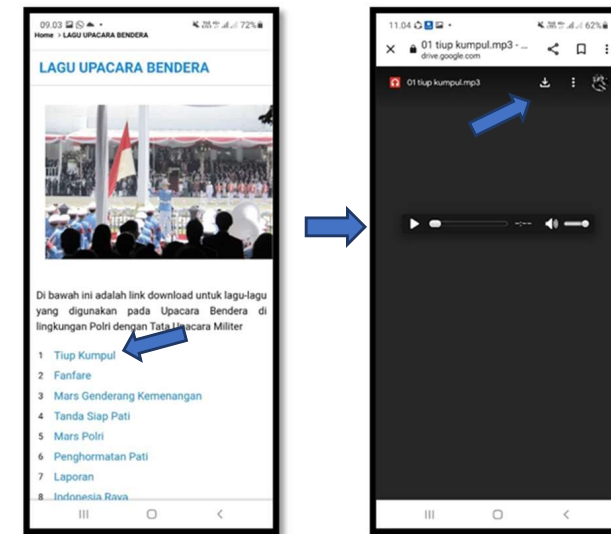 09.03
72%
Home > LAGU UPACARA BENDERA
LAGU UPACARA BENDERA
Di bawah ini adalah link download untuk lagu-lagu
yang digunakan pada Upacara Bendera di
lingkungan Polri dengan Tata Upacara Militer
1 Tiup Kumpul
2 Fanfare
3 Mars Genderang Kemenangan
4 Tanda Siap Pati
5 Mars Polri
6 Penghormatan Pati
7 Laporan
8 Indonesia Raya
11.04
62%
01 tiup kumpul.mp3 - ...
drive.google.com
01 tiup kumpul.mp3
-:--